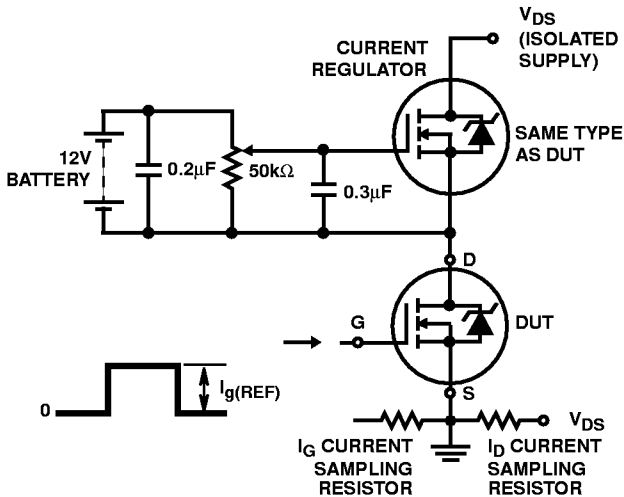 V_DS
(ISOLATED
SUPPLY)
CURRENT
REGULATOR
SAME TYPE
AS DUT
12V
BATTERY
0.2µF
50kΩ
0.3µF
D
DUT
G
I_g(REF)
0
S
V_DS
I_G CURRENT
SAMPLING
RESISTOR
I_D CURRENT
SAMPLING
RESISTOR